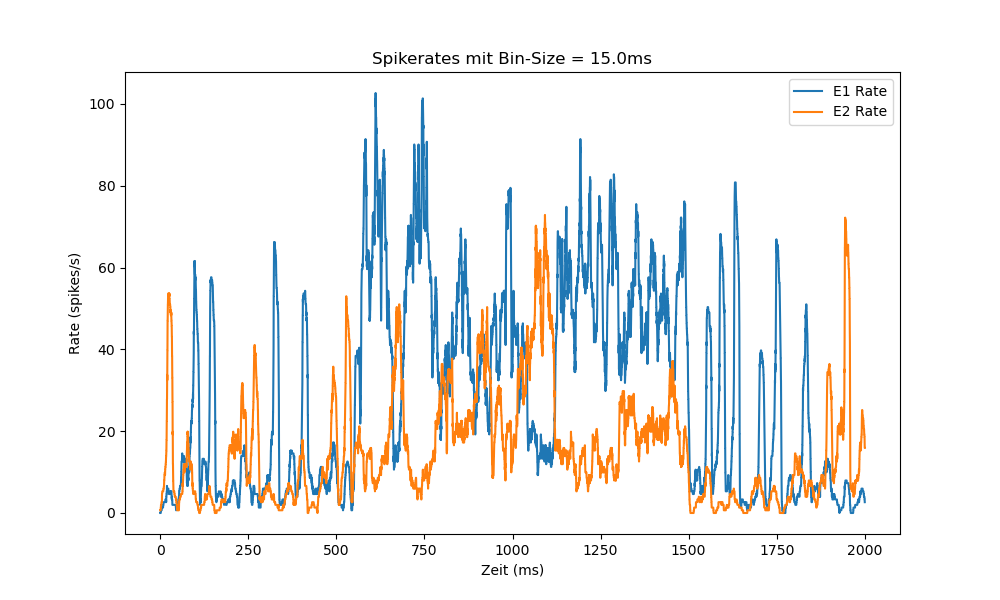 Spikerates mit Bin-Size = 15.0ms
E1 Rate
E2 Rate
Rate (spikes/s)
100
80
60
40
20
0
0 250 500 750 1000 1250 1500 1750 2000
Zeit (ms)